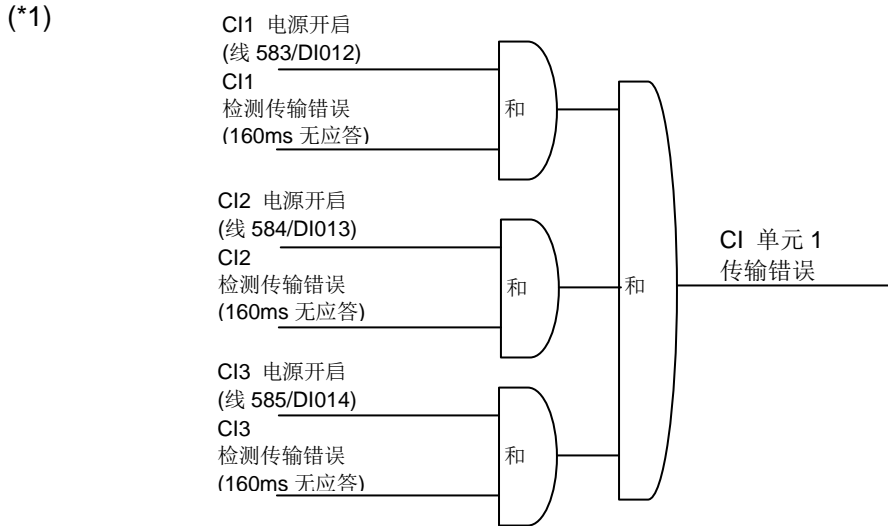 (*1)
CI1 电源开启
(线 583/DI012)
CI1
检测传输错误
(160ms 无应答)
和
CI2 电源开启
(线 584/DI013)
CI2
检测传输错误
(160ms 无应答)
和
CI3 电源开启
(线 585/DI014)
CI3
检测传输错误
(160ms 无应答)
和
和
CI 单元 1
传输错误